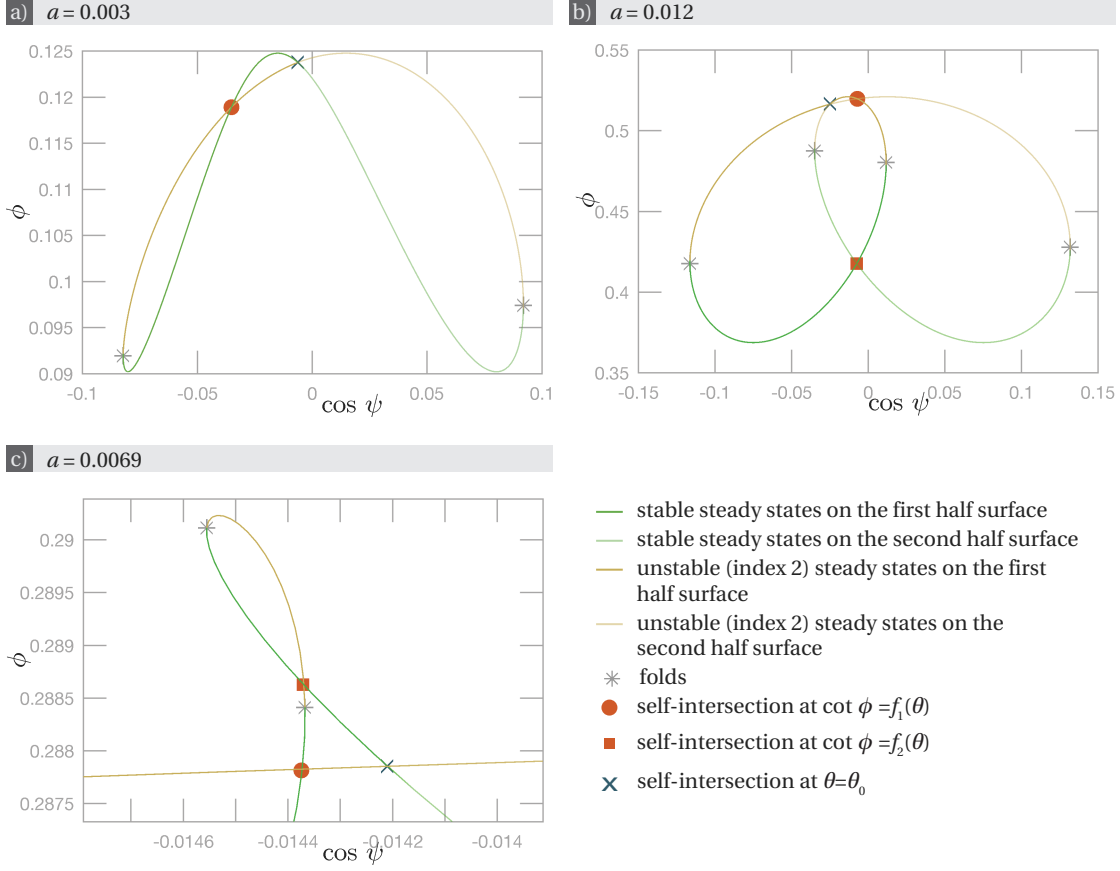 a) a = 0.003
0.125
0.12
0.115
0.11
0.105
0.1
0.095
0.09
ϕ
-0.1 -0.05 0 0.05 0.1
cos ψ
b) a = 0.012
0.55
0.5
0.45
0.4
0.35
ϕ
-0.15 -0.1 -0.05 0 0.05 0.1 0.15
cos ψ
c) a = 0.0069
0.29
0.2895
0.289
0.2885
0.288
0.2875
ϕ
-0.0146 -0.0144 -0.0142 -0.014
cos ψ
stable steady states on the first half surface
stable steady states on the second half surface
unstable (index 2) steady states on the first
half surface
unstable (index 2) steady states on the
second half surface
folds
self-intersection at cot ϕ =f₁(θ)
self-intersection at cot ϕ =f₂(θ)
self-intersection at θ=θ₀